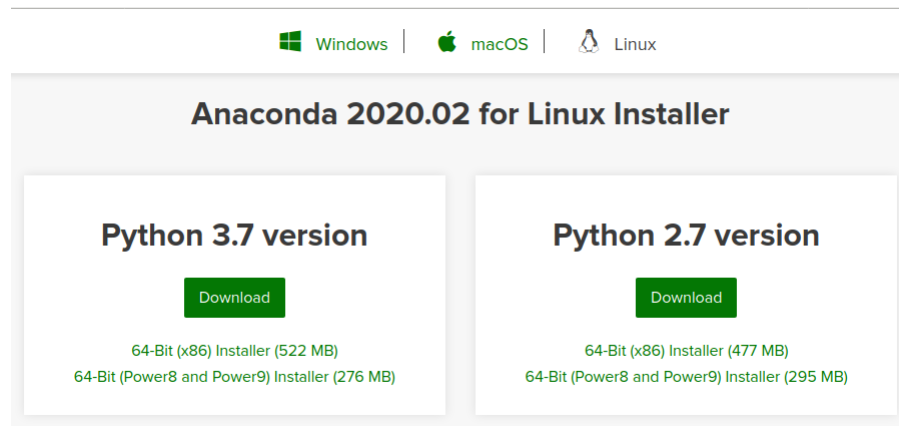 Windows | macOS | Linux
Anaconda 2020.02 for Linux Installer
Python 3.7 version
Download
64-Bit (x86) Installer (522 MB)
64-Bit (Power8 and Power9) Installer (276 MB)
Python 2.7 version
Download
64-Bit (x86) Installer (477 MB)
64-Bit (Power8 and Power9) Installer (295 MB)